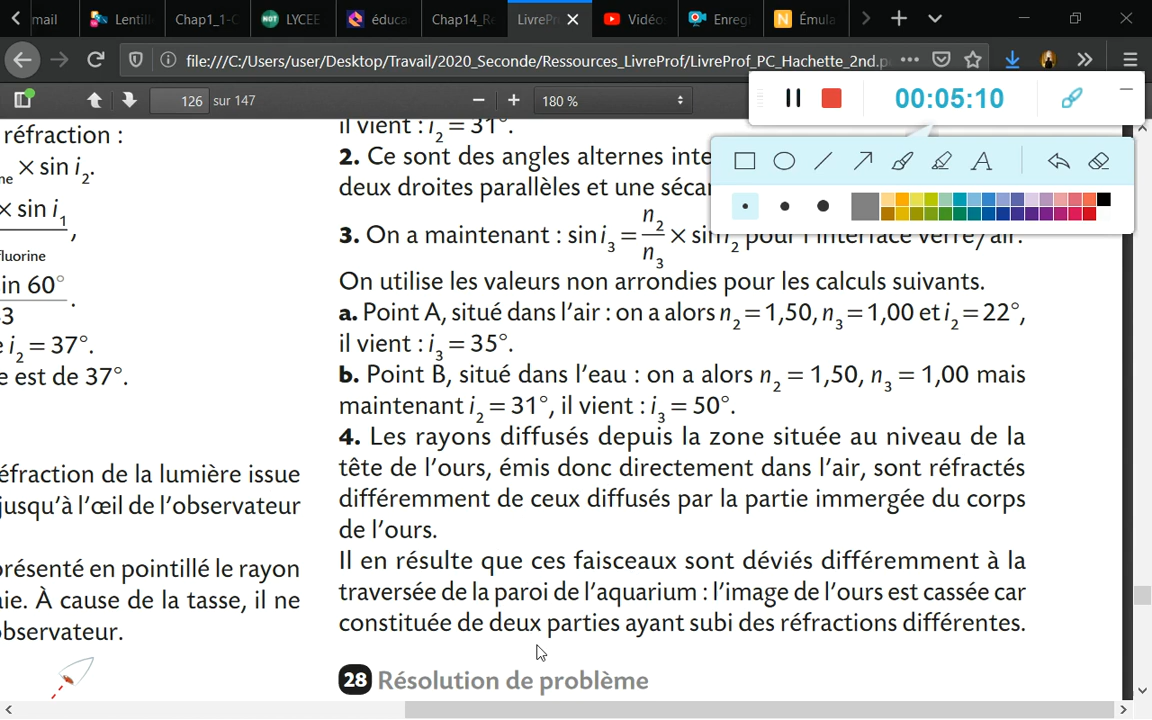 mail
Lentill
Chap1_1-C
LYCEE
éduca
Chap14_Re
LivrePro
Vidéos
Enregi
Émula
file:///C:/Users/user/Desktop/Travail/2020_Seconde/Ressources_LivreProf/LivreProf_PC_Hachette_2nd.p
126 sur 147
180 %
00:05:10
réfraction :
× sin i2.
× sin i1
,
fluorine
in 60°
.
i2 = 37°.
e est de 37°.
éfraction de la lumière issue
jusqu'à l'œil de l'observateur
présenté en pointillé le rayon
aie. À cause de la tasse, il ne
observateur.
il vient : i2 = 31°.
2. Ce sont des angles alternes inte
deux droites parallèles et une sécan
3. On a maintenant : sin i3 = n2/n3 × sin i2 pour l'interface verre/air.
On utilise les valeurs non arrondies pour les calculs suivants.
a. Point A, situé dans l'air : on a alors n2 = 1,50, n3 = 1,00 et i2 = 22°,
il vient : i3 = 35°.
b. Point B, situé dans l'eau : on a alors n2 = 1,50, n3 = 1,00 mais
maintenant i2 = 31°, il vient : i3 = 50°.
4. Les rayons diffusés depuis la zone située au niveau de la
tête de l'ours, émis donc directement dans l'air, sont réfractés
différemment de ceux diffusés par la partie immergée du corps
de l'ours.
Il en résulte que ces faisceaux sont déviés différemment à la
traversée de la paroi de l'aquarium : l'image de l'ours est cassée car
constituée de deux parties ayant subi des réfractions différentes.
28 Résolution de problème